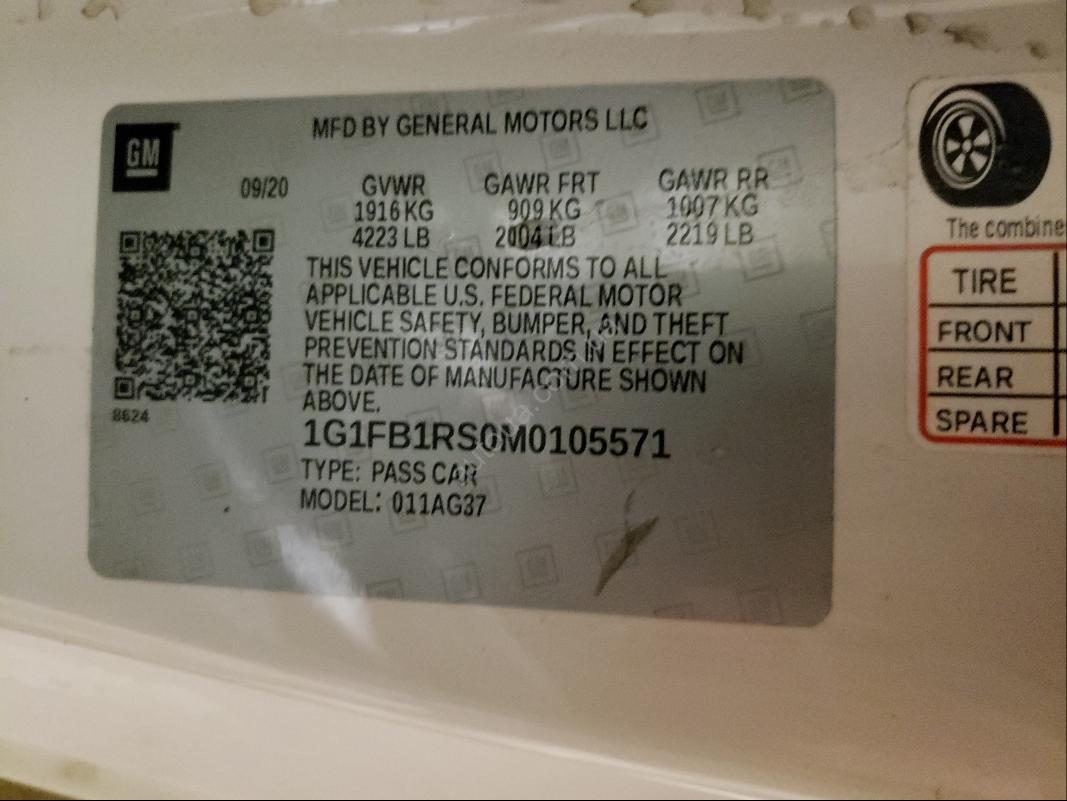 GM
MFD BY GENERAL MOTORS LLC
09/20
GVWR GAWR FRT GAWR RR
1916 KG 909 KG 1007 KG
4223 LB 2004 LB 2219 LB
THIS VEHICLE CONFORMS TO ALL
APPLICABLE U.S. FEDERAL MOTOR
VEHICLE SAFETY, BUMPER, AND THEFT
PREVENTION STANDARDS IN EFFECT ON
THE DATE OF MANUFACTURE SHOWN
ABOVE.
8624
1G1FB1RS0M0105571
TYPE: PASS CAR
MODEL: 011AG37
The combine
TIRE
FRONT
REAR
SPARE